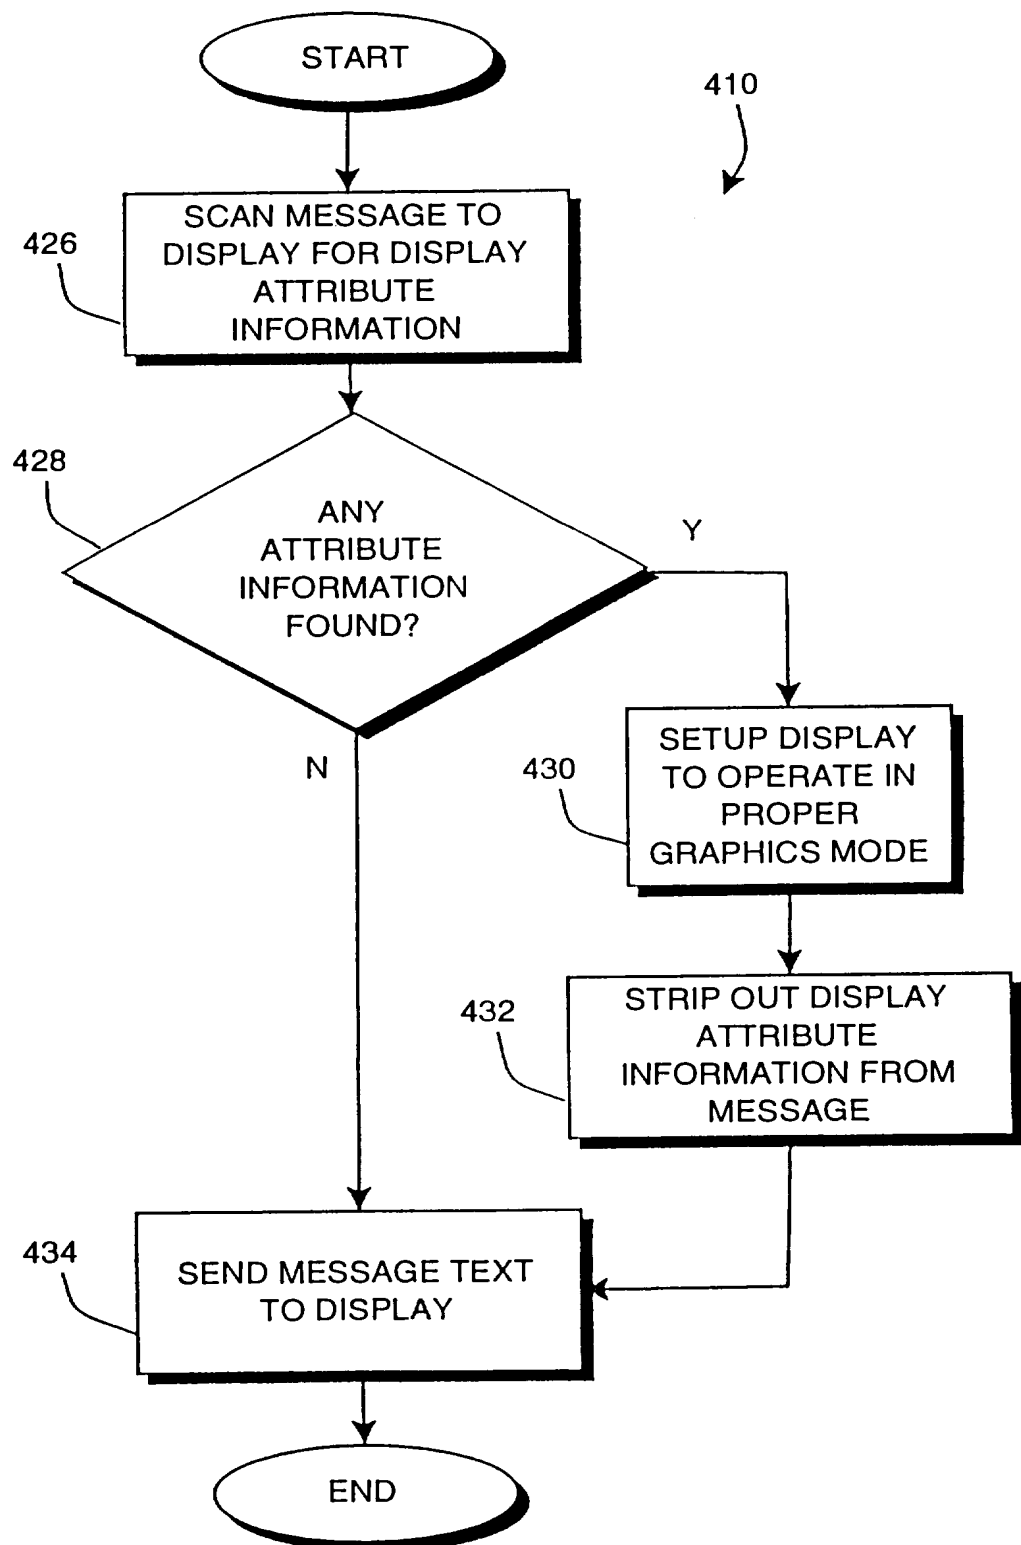 START
410
SCAN MESSAGE TO
DISPLAY FOR DISPLAY
ATTRIBUTE
INFORMATION
426
428
ANY
ATTRIBUTE
INFORMATION
FOUND?
Y
N
SETUP DISPLAY
TO OPERATE IN
PROPER
GRAPHICS MODE
430
STRIP OUT DISPLAY
ATTRIBUTE
INFORMATION FROM
MESSAGE
432
434
SEND MESSAGE TEXT
TO DISPLAY
END